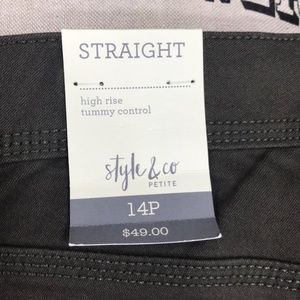 STRAIGHT
high rise
tummy control
style & co
PETITE
14P
$49.00